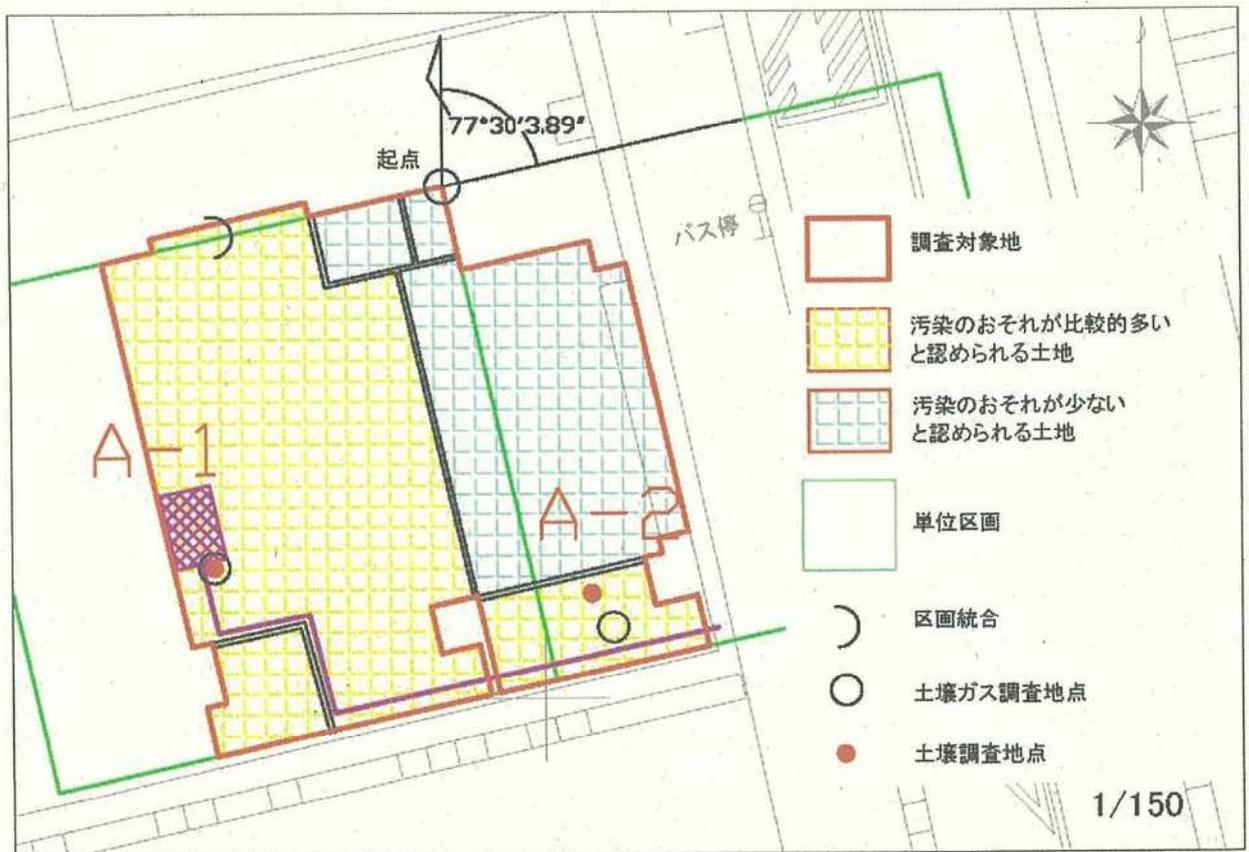 77°30'3.89"
起点
バス停
調査対象地
汚染のおそれが比較的多い
と認められる土地
汚染のおそれが少ない
と認められる土地
A-1
単位区画
A-2
区画統合
土壌ガス調査地点
土壌調査地点
1/150